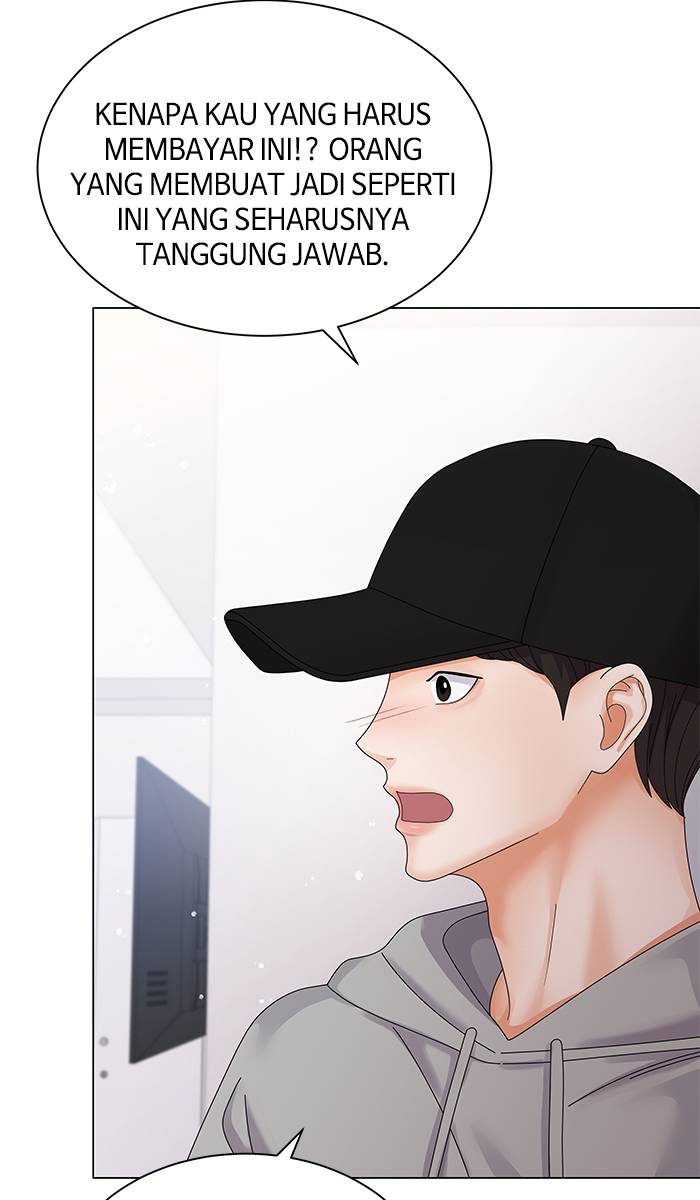 KENAPA KAU YANG HARUS
MEMBAYAR INI!? ORANG
YANG MEMBUAT JADI SEPERTI
INI YANG SEHARUSNYA
TANGGUNG JAWAB.